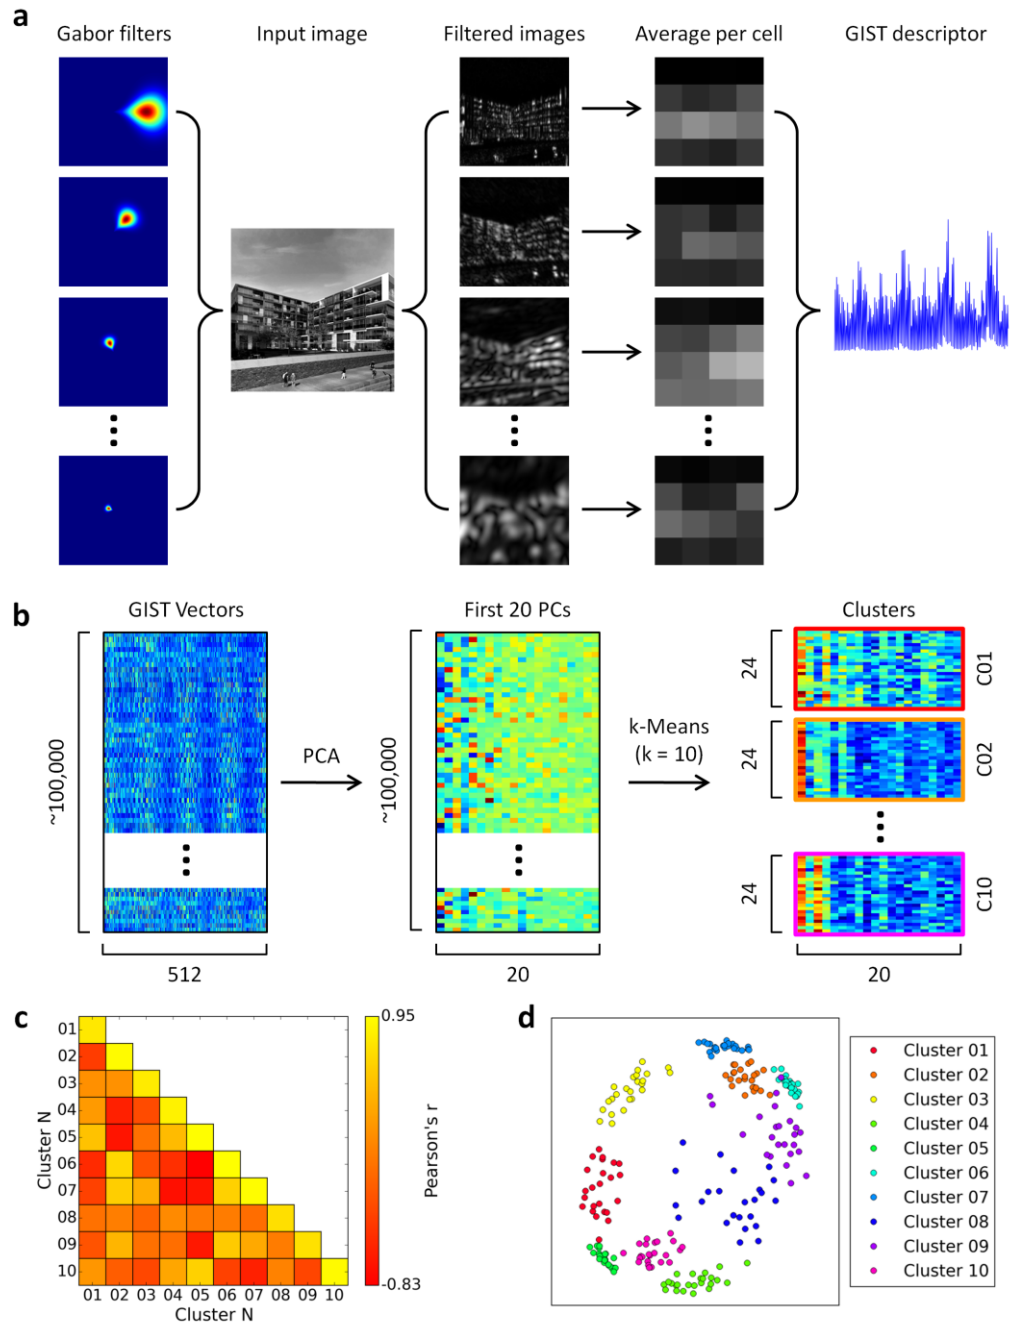 a
Gabor filters
Input image
Filtered images
Average per cell
GIST descriptor
b
GIST Vectors
First 20 PCs
Clusters
~100,000
PCA
~100,000
k-Means
(k = 10)
24
C01
24
C02
24
C10
512
20
20
c
Cluster N
01
02
03
04
05
06
07
08
09
10
01 02 03 04 05 06 07 08 09 10
Cluster N
0.95
Pearson's r
-0.83
d
Cluster 01
Cluster 02
Cluster 03
Cluster 04
Cluster 05
Cluster 06
Cluster 07
Cluster 08
Cluster 09
Cluster 10